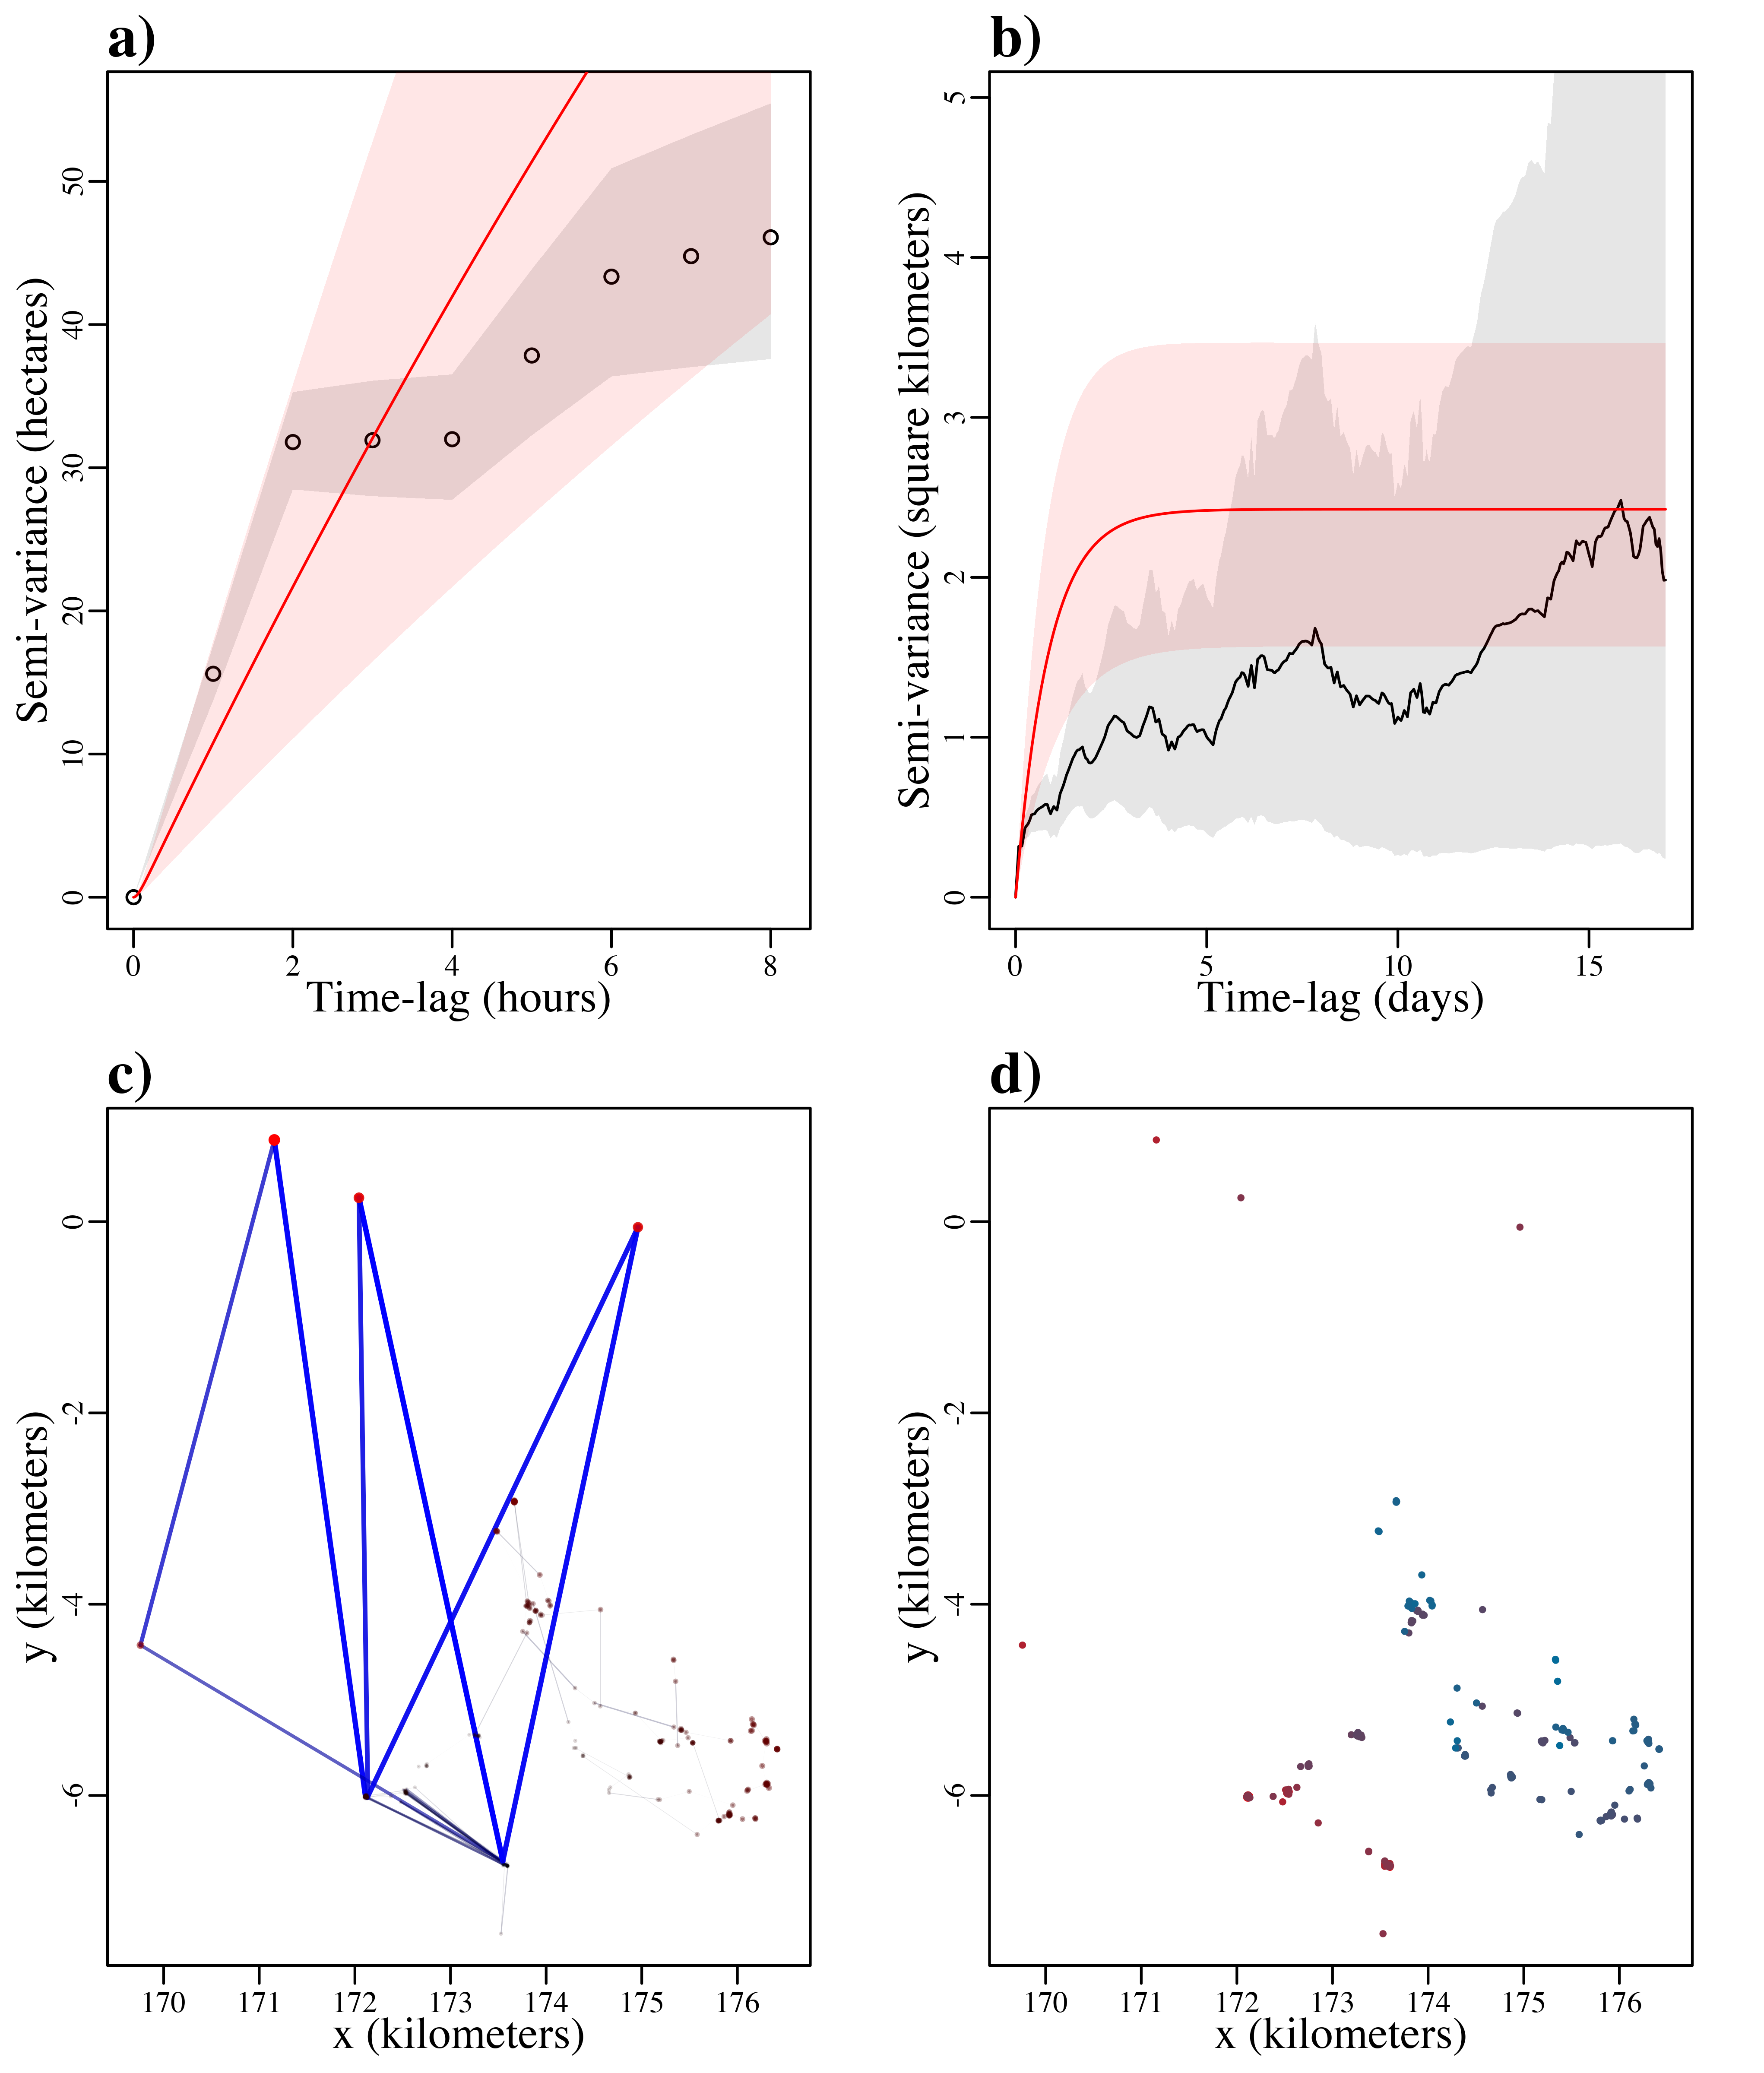 a)
Semi-variance (hectares)
50
40
30
20
10
0
0 2 4 6 8
Time-lag (hours)
b)
Semi-variance (square kilometers)
5
4
3
2
1
0
0 5 10 15
Time-lag (days)
c)
y (kilometers)
0
-2
-4
-6
170 171 172 173 174 175 176
x (kilometers)
d)
y (kilometers)
0
-2
-4
-6
170 171 172 173 174 175 176
x (kilometers)